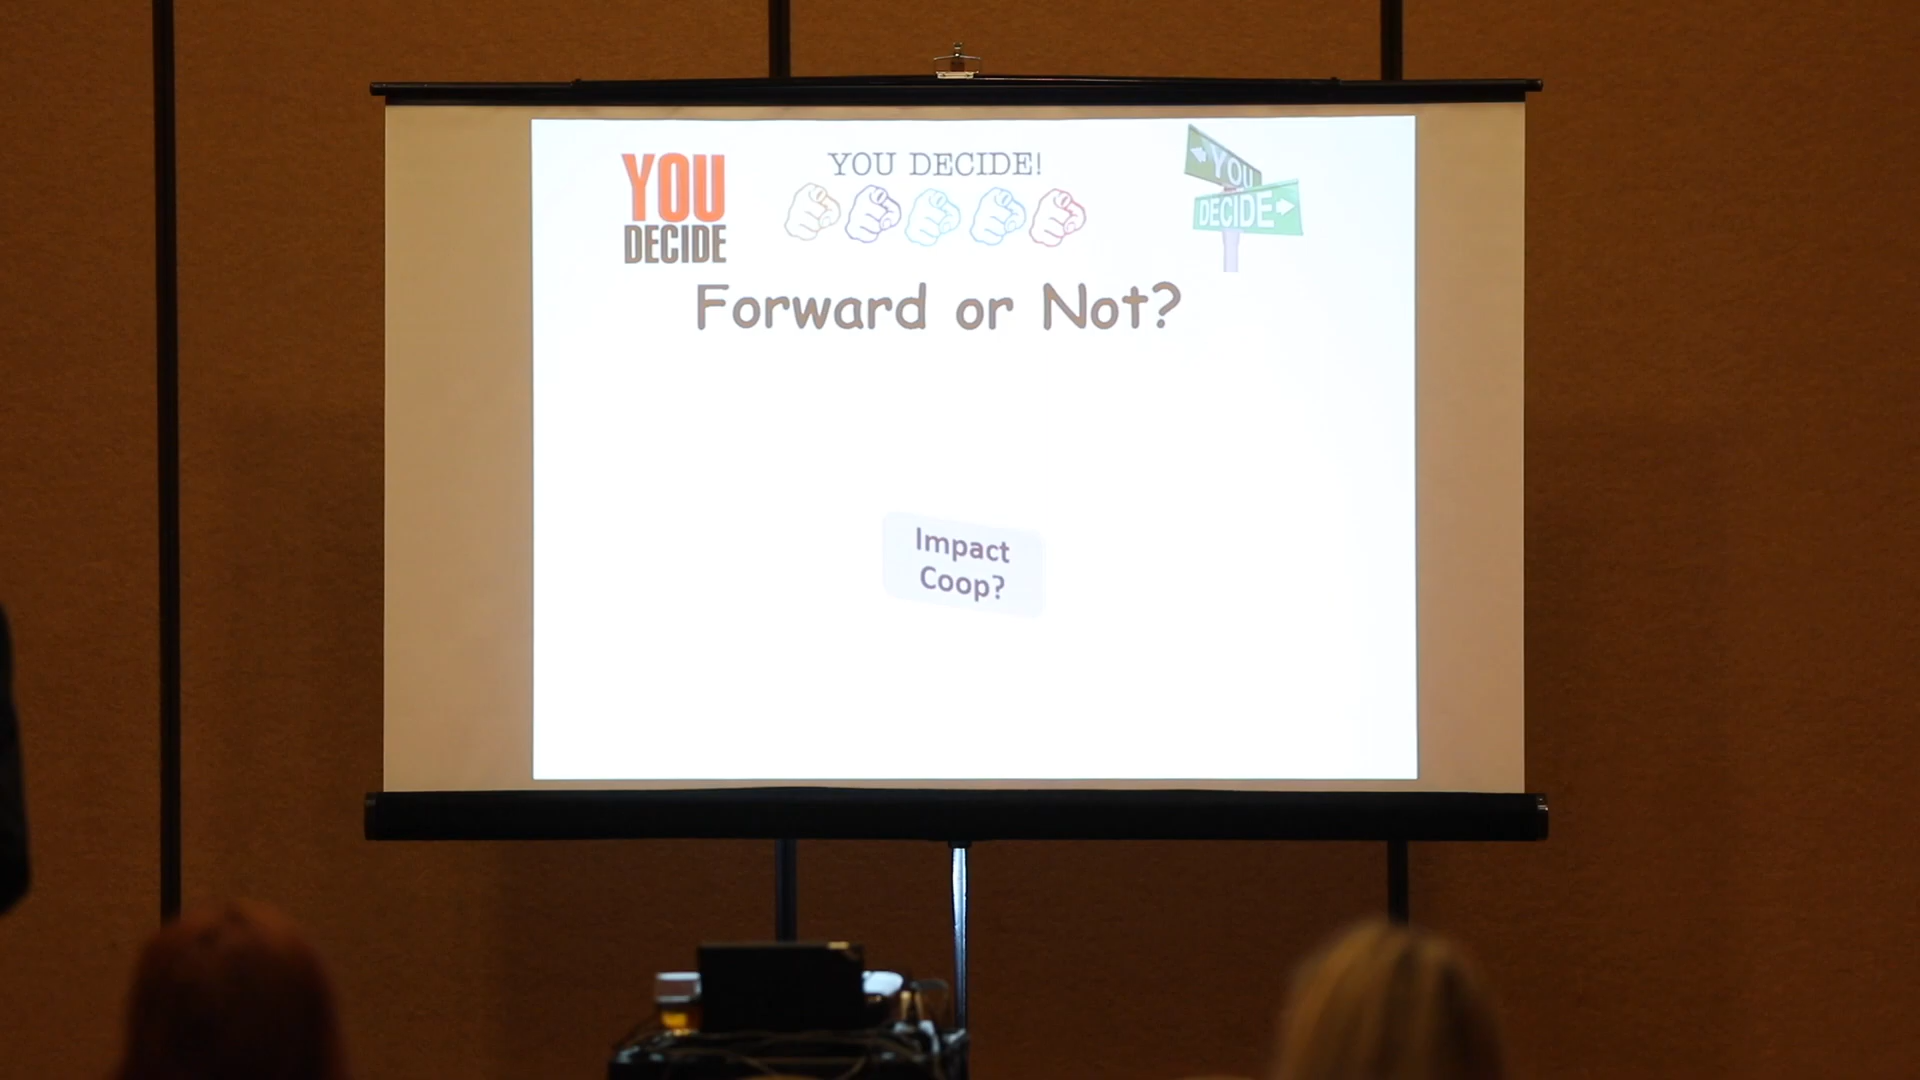 YOU
DECIDE
YOU DECIDE!
YOU
DECIDE
Forward or Not?
Impact
Coop?